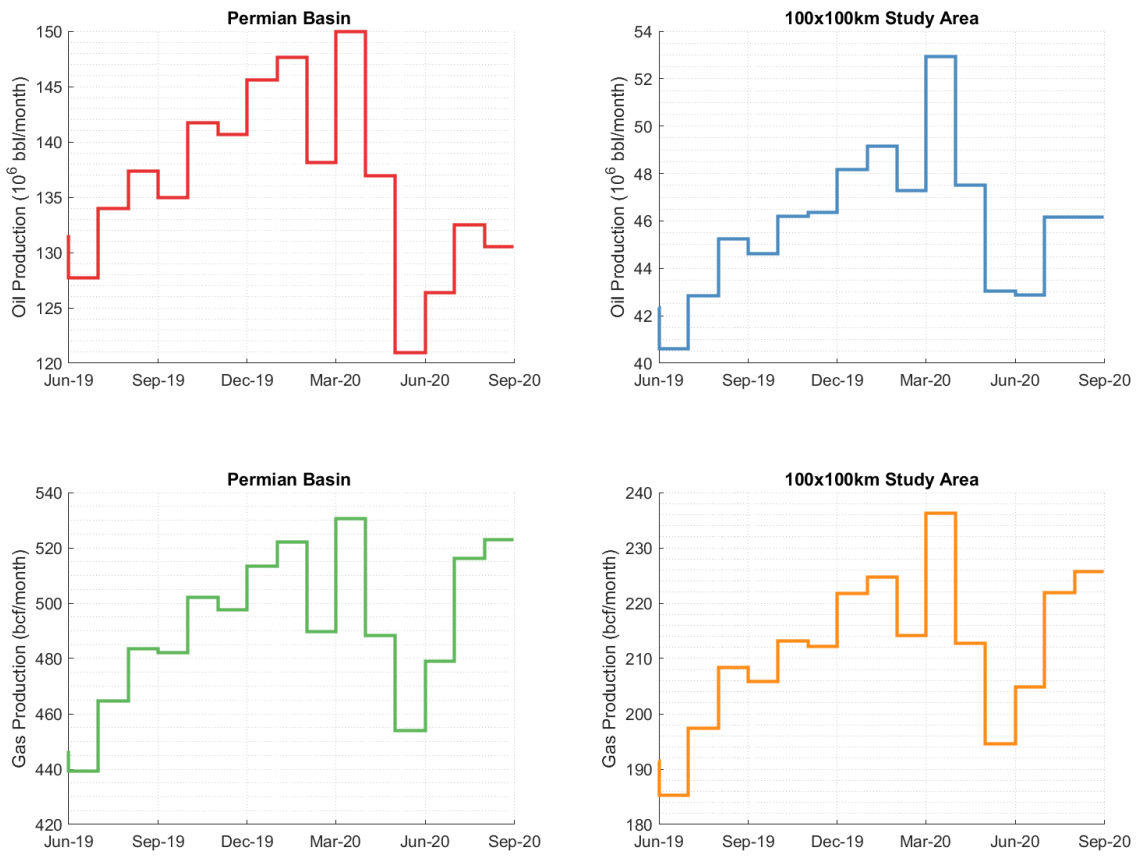 Permian Basin
150
145
140
135
130
125
120
Oil Production (10^6 bbl/month)
Jun-19 Sep-19 Dec-19 Mar-20 Jun-20 Sep-20
100x100km Study Area
54
52
50
48
46
44
42
40
Oil Production (10^6 bbl/month)
Jun-19 Sep-19 Dec-19 Mar-20 Jun-20 Sep-20
Permian Basin
540
520
500
480
460
440
420
Gas Production (bcf/month)
Jun-19 Sep-19 Dec-19 Mar-20 Jun-20 Sep-20
100x100km Study Area
240
230
220
210
200
190
180
Gas Production (bcf/month)
Jun-19 Sep-19 Dec-19 Mar-20 Jun-20 Sep-20